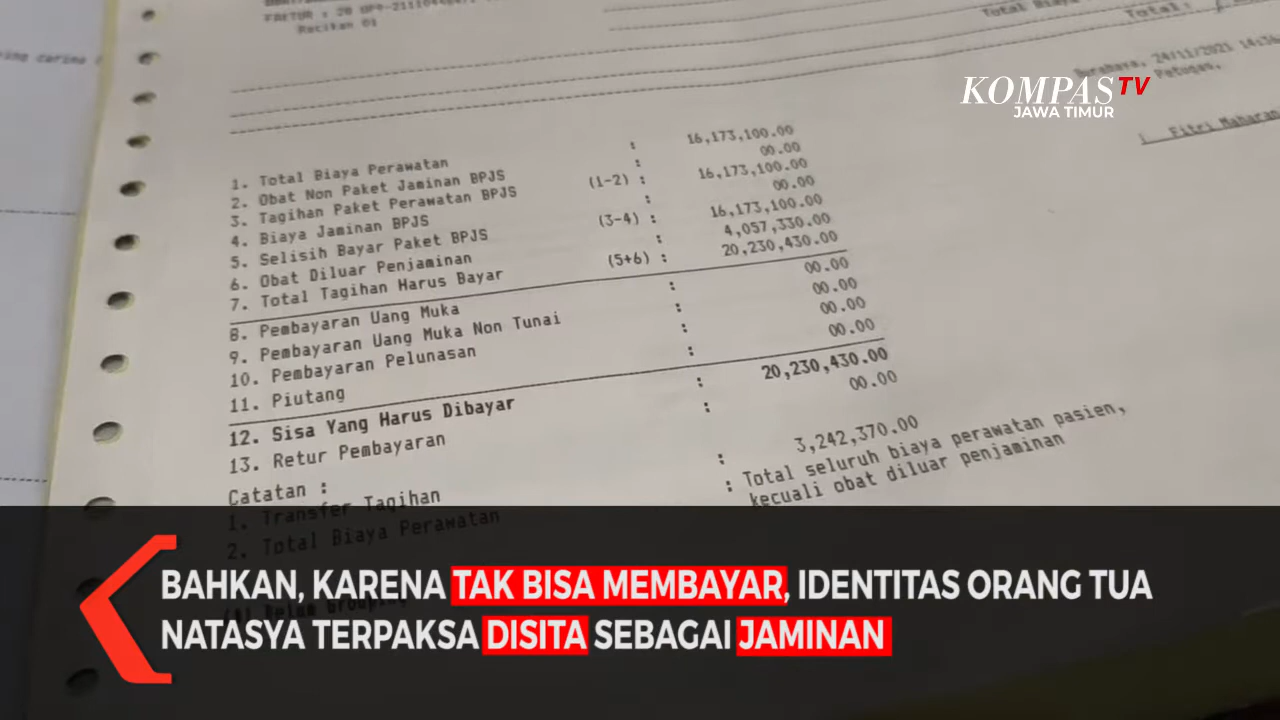 Recikan 01
KOMPAS TV
JAWA TIMUR
Total:
24/11/2021
Petugas,
1. Total Biaya Perawatan : 16,173,100.00
2. Obat Non Paket Jaminan BPJS : 00.00
3. Tagihan Paket Perawatan BPJS (1-2) : 16,173,100.00
4. Biaya Jaminan BPJS : 00.00
5. Selisih Bayar Paket BPJS (3-4) : 16,173,100.00
6. Obat Diluar Penjaminan : 4,057,330.00
7. Total Tagihan Harus Bayar (5+6) : 20,230,430.00
8. Pembayaran Uang Muka : 00.00
9. Pembayaran Uang Muka Non Tunai : 00.00
10. Pembayaran Pelunasan : 00.00
11. Piutang : 00.00
12. Sisa Yang Harus Dibayar : 20,230,430.00
13. Retur Pembayaran : 00.00
Catatan :
1. Transfer Tagihan : 3,242,370.00
2. Total Biaya Perawatan : Total seluruh biaya perawatan pasien,
kecuali obat diluar penjaminan
BAHKAN, KARENA TAK BISA MEMBAYAR, IDENTITAS ORANG TUA
NATASYA TERPAKSA DISITA SEBAGAI JAMINAN